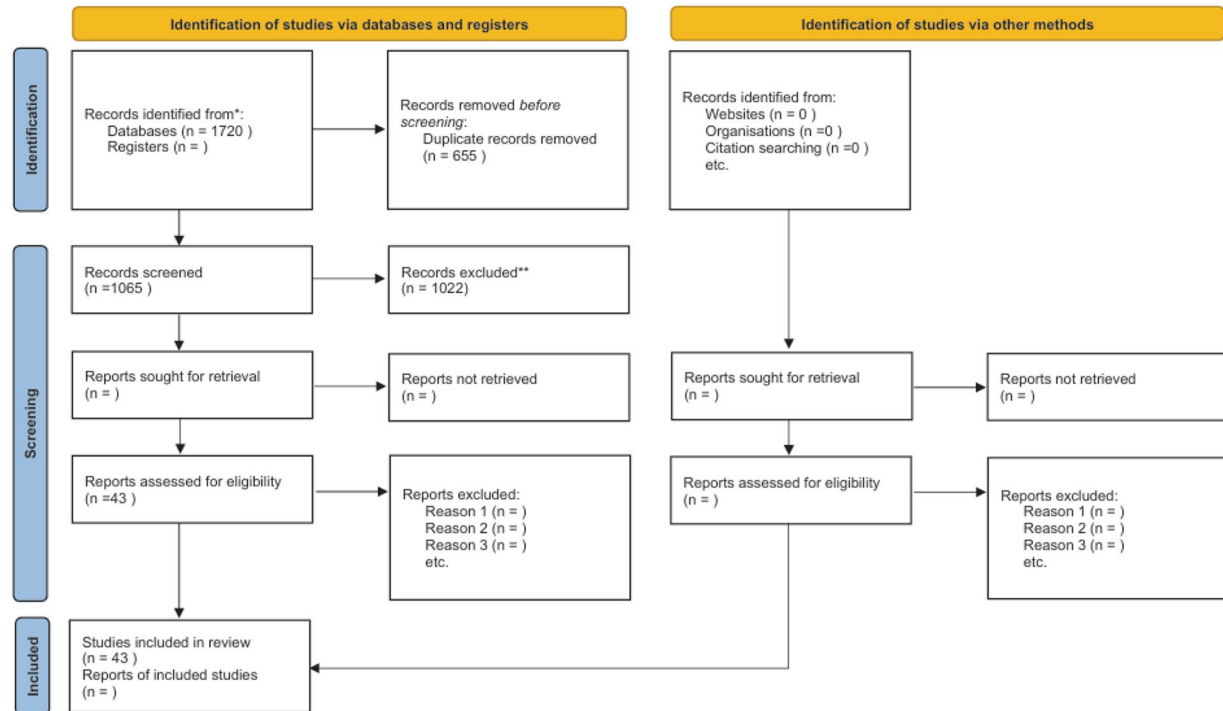 Identification of studies via databases and registers
Identification of studies via other methods
Identification
Records identified from*:
Databases (n = 1720 )
Registers (n = )
Records removed before
screening:
Duplicate records removed
(n = 655 )
Records identified from:
Websites (n = 0 )
Organisations (n =0 )
Citation searching (n =0 )
etc.
Screening
Records screened
(n =1065 )
Records excluded**
(n = 1022)
Reports sought for retrieval
(n = )
Reports not retrieved
(n = )
Reports sought for retrieval
(n = )
Reports not retrieved
(n = )
Reports assessed for eligibility
(n =43 )
Reports excluded:
Reason 1 (n = )
Reason 2 (n = )
Reason 3 (n = )
etc.
Reports assessed for eligibility
(n = )
Reports excluded:
Reason 1 (n = )
Reason 2 (n = )
Reason 3 (n = )
etc.
Included
Studies included in review
(n = 43 )
Reports of included studies
(n = )